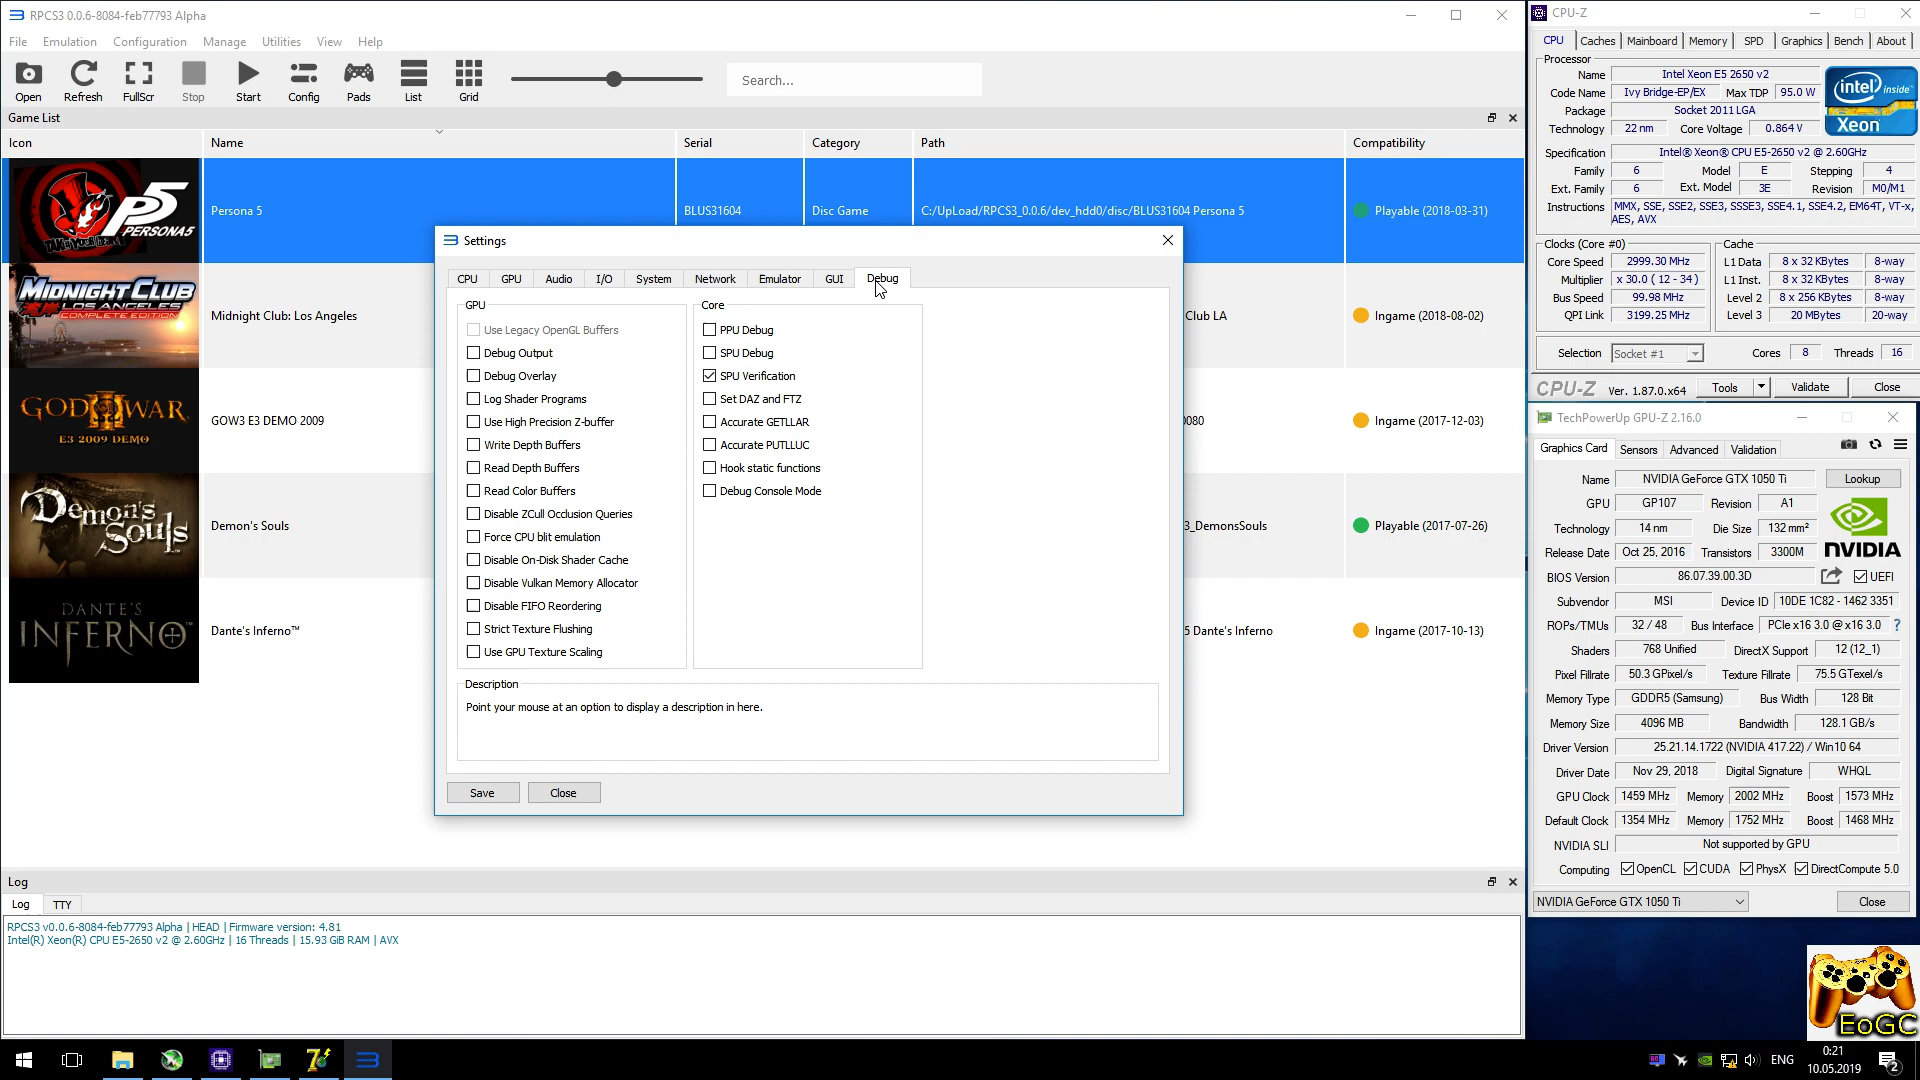 RPCS3 0.0.6-8084-feb77793 Alpha
File Emulation Configuration Manage Utilities View Help
Open Refresh FullScr Stop Start Config Pads List Grid
Search...
Game List
Icon Name Serial Category Path Compatibility
P5 PERSONA5
Persona 5 BLUS31604 Disc Game C:/UpLoad/RPCS3_0.0.6/dev_hdd0/disc/BLUS31604 Persona 5 Playable (2018-03-31)
MIDNIGHT CLUB
LOS ANGELES
COMPLETE EDITION
Midnight Club: Los Angeles Club LA Ingame (2018-08-02)
GOD OF WAR III
E3 2009 DEMO
GOW3 E3 DEMO 2009 0080 Ingame (2017-12-03)
Demon's Souls
Demon's Souls 3_DemonsSouls Playable (2017-07-26)
DANTE'S
INFERNO
Dante's Inferno™ 5 Dante's Inferno Ingame (2017-10-13)
Settings
CPU GPU Audio I/O System Network Emulator GUI Debug
GPU
Use Legacy OpenGL Buffers
Debug Output
Debug Overlay
Log Shader Programs
Use High Precision Z-buffer
Write Depth Buffers
Read Depth Buffers
Read Color Buffers
Disable ZCull Occlusion Queries
Force CPU blit emulation
Disable On-Disk Shader Cache
Disable Vulkan Memory Allocator
Disable FIFO Reordering
Strict Texture Flushing
Use GPU Texture Scaling
Core
PPU Debug
SPU Debug
SPU Verification
Set DAZ and FTZ
Accurate GETLLAR
Accurate PUTLLUC
Hook static functions
Debug Console Mode
Description
Point your mouse at an option to display a description in here.
Save Close
Log
Log TTY
RPCS3 v0.0.6-8084-feb77793 Alpha | HEAD | Firmware version: 4.81
Intel(R) Xeon(R) CPU E5-2650 v2 @ 2.60GHz | 16 Threads | 15.93 GiB RAM | AVX
CPU-Z
CPU Caches Mainboard Memory SPD Graphics Bench About
Processor
Name Intel Xeon E5 2650 v2
Code Name Ivy Bridge-EP/EX Max TDP 95.0 W
Package Socket 2011 LGA
Technology 22 nm Core Voltage 0.864 V
intel inside
Xeon
Specification Intel® Xeon® CPU E5-2650 v2 @ 2.60GHz
Family 6 Model E Stepping 4
Ext. Family 6 Ext. Model 3E Revision M0/M1
Instructions MMX, SSE, SSE2, SSE3, SSSE3, SSE4.1, SSE4.2, EM64T, VT-x,
AES, AVX
Clocks (Core #0)
Core Speed 2999.30 MHz
Multiplier x 30.0 ( 12 - 34 )
Bus Speed 99.98 MHz
QPI Link 3199.25 MHz
Cache
L1 Data 8 x 32 KBytes 8-way
L1 Inst. 8 x 32 KBytes 8-way
Level 2 8 x 256 KBytes 8-way
Level 3 20 MBytes 20-way
Selection Socket #1 Cores 8 Threads 16
CPU-Z Ver. 1.87.0.x64 Tools Validate Close
TechPowerUp GPU-Z 2.16.0
Graphics Card Sensors Advanced Validation
Name NVIDIA GeForce GTX 1050 Ti Lookup
GPU GP107 Revision A1
Technology 14 nm Die Size 132 mm²
Release Date Oct 25, 2016 Transistors 3300M
NVIDIA
BIOS Version 86.07.39.00.3D UEFI
Subvendor MSI Device ID 10DE 1C82 - 1462 3351
ROPs/TMUs 32 / 48 Bus Interface PCIe x16 3.0 @ x16 3.0 ?
Shaders 768 Unified DirectX Support 12 (12_1)
Pixel Fillrate 50.3 GPixel/s Texture Fillrate 75.5 GTexel/s
Memory Type GDDR5 (Samsung) Bus Width 128 Bit
Memory Size 4096 MB Bandwidth 128.1 GB/s
Driver Version 25.21.14.1722 (NVIDIA 417.22) / Win10 64
Driver Date Nov 29, 2018 Digital Signature WHQL
GPU Clock 1459 MHz Memory 2002 MHz Boost 1573 MHz
Default Clock 1354 MHz Memory 1752 MHz Boost 1468 MHz
NVIDIA SLI Not supported by GPU
Computing OpenCL CUDA PhysX DirectCompute 5.0
NVIDIA GeForce GTX 1050 Ti Close
EoGC
ENG 0:21
10.05.2019
2